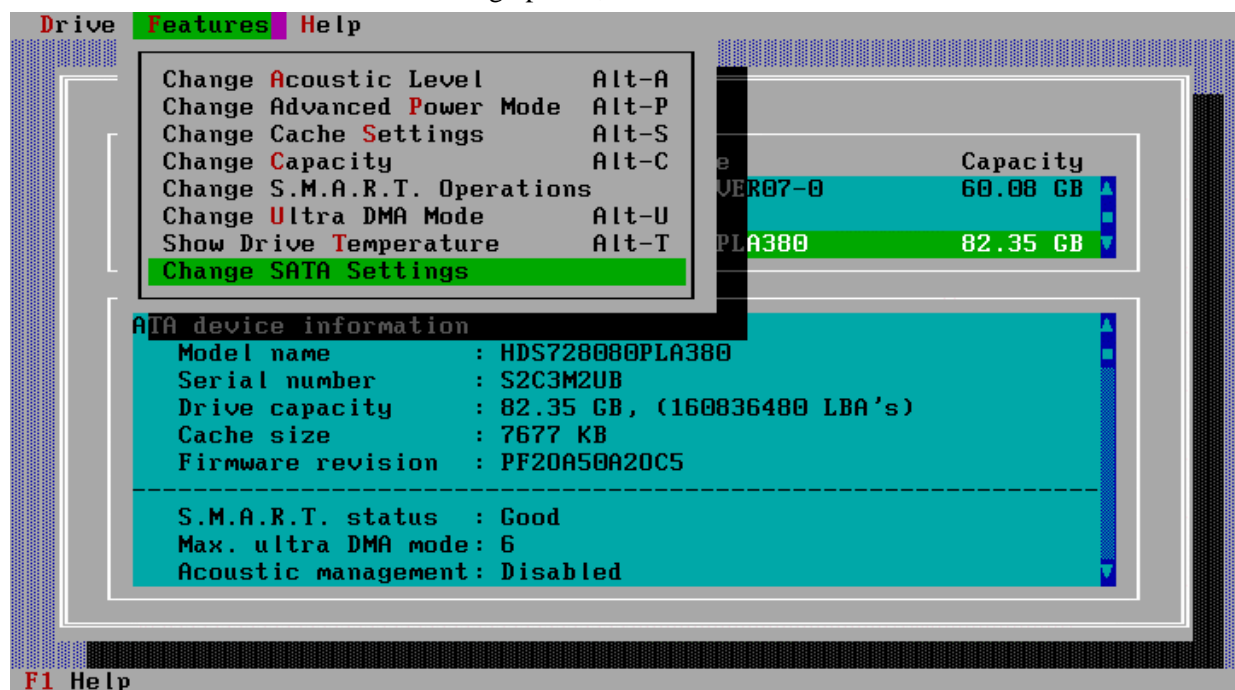 Drive Features Help
Change Acoustic Level Alt-A
Change Advanced Power Mode Alt-P
Change Cache Settings Alt-S
Change Capacity Alt-C
Change S.M.A.R.T. Operations
Change Ultra DMA Mode Alt-U
Show Drive Temperature Alt-T
Change SATA Settings
e Capacity
VER07-0 60.08 GB
PLA380 82.35 GB
ATA device information
Model name : HDS728080PLA380
Serial number : S2C3M2UB
Drive capacity : 82.35 GB, (160836480 LBA's)
Cache size : 7677 KB
Firmware revision : PF2OA50A2OC5
S.M.A.R.T. status : Good
Max. ultra DMA mode: 6
Acoustic management: Disabled
F1 Help